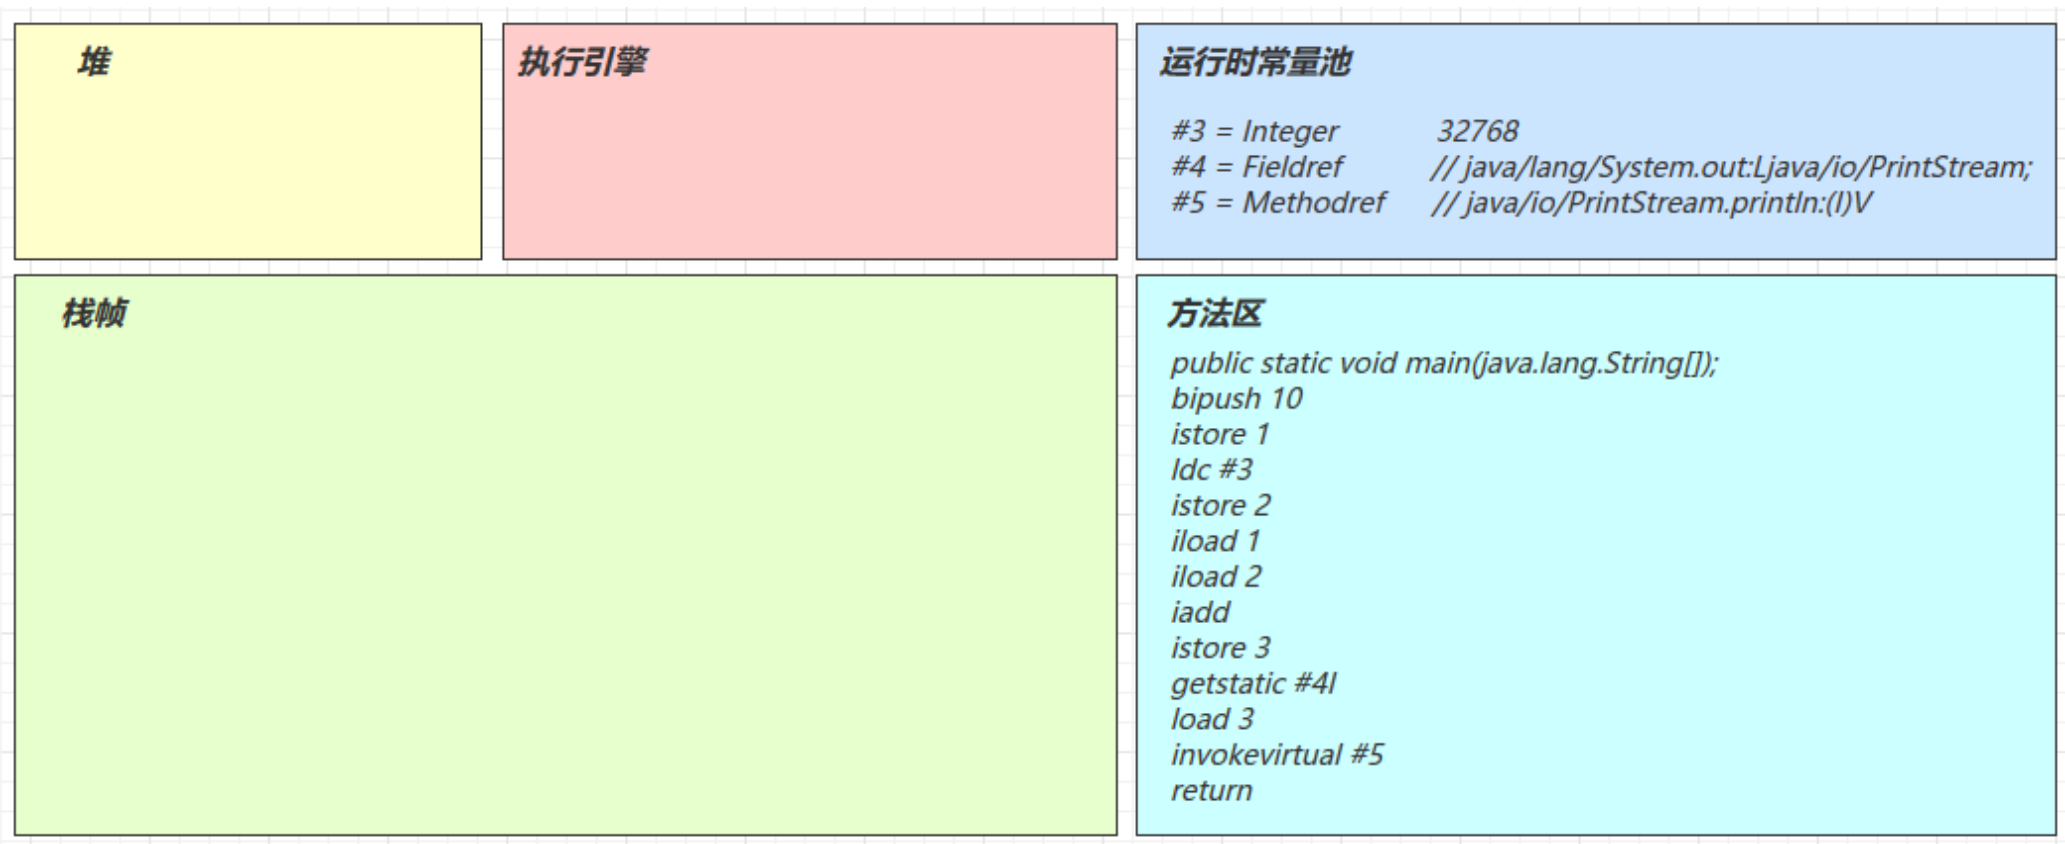 堆
执行引擎
运行时常量池
#3 = Integer 32768
#4 = Fieldref // java/lang/System.out:Ljava/io/PrintStream;
#5 = Methodref // java/io/PrintStream.println:(I)V
栈帧
方法区
public static void main(java.lang.String[]);
bipush 10
istore 1
ldc #3
istore 2
iload 1
iload 2
iadd
istore 3
getstatic #4I
load 3
invokevirtual #5
return